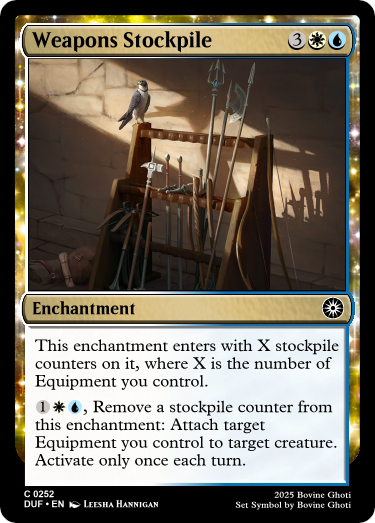 Weapons Stockpile 3
Enchantment
This enchantment enters with X stockpile
counters on it, where X is the number of
Equipment you control.
1, Remove a stockpile counter from
this enchantment: Attach target
Equipment you control to target creature.
Activate only once each turn.
C 0252
DUF • EN LEESHA HANNIGAN
2025 Bovine Ghoti
Set Symbol by Bovine Ghoti